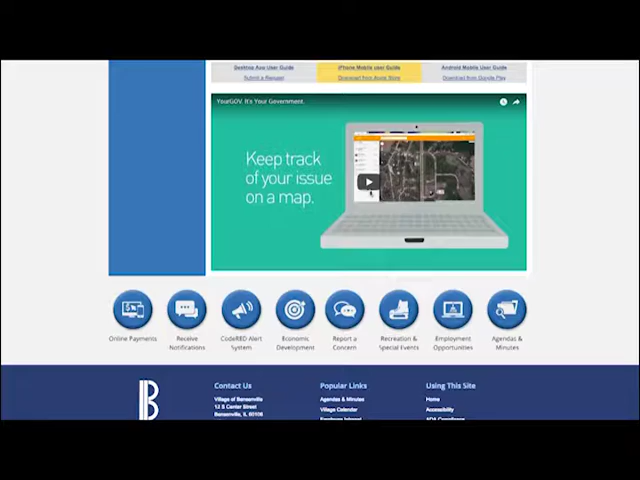 Desktop App User Guide
iPhone Mobile user Guide
Android Mobile User Guide
Submit a Request
Download from Apple Store
Download from Google Play
YourGOV. It's Your Government.
Keep track
of your issue
on a map.
Online Payments
Receive
Notifications
CodeRED Alert
System
Economic
Development
Report a
Concern
Recreation &
Special Events
Employment
Opportunities
Agendas &
Minutes
B
Contact Us
Village of Bensenville
12 S Center Street
Bensenville, IL 60106
Popular Links
Agendas & Minutes
Village Calendar
Using This Site
Home
Accessibility